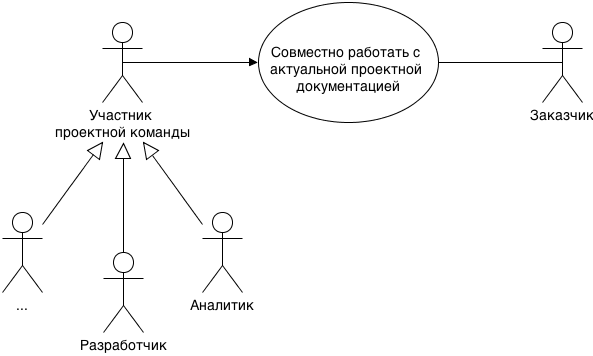 Совместно работать с
актуальной проектной
документацией
Участник
проектной команды
Заказчик
...
Аналитик
Разработчик